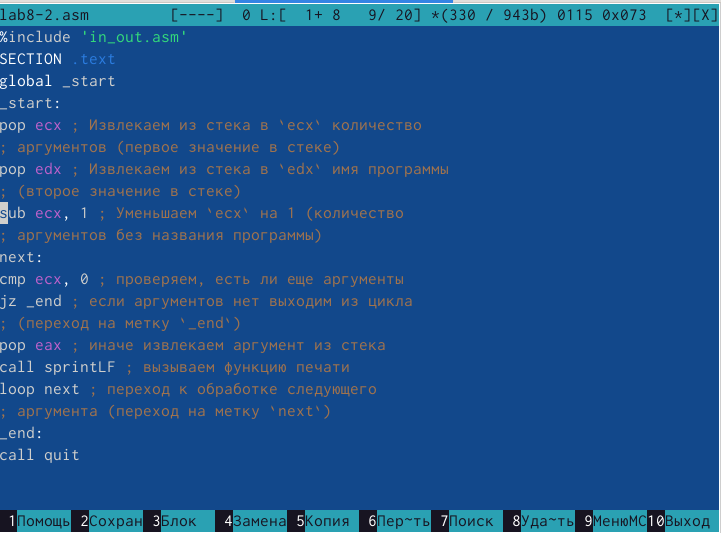 lab8-2.asm [----] 0 L:[ 1+ 8 9/ 20] *(330 / 943b) 0115 0x073 [*][X]
%include 'in_out.asm'
SECTION .text
global _start
_start:
pop ecx ; Извлекаем из стека в `ecx` количество
; аргументов (первое значение в стеке)
pop edx ; Извлекаем из стека в `edx` имя программы
; (второе значение в стеке)
sub ecx, 1 ; Уменьшаем `ecx` на 1 (количество
; аргументов без названия программы)
next:
cmp ecx, 0 ; проверяем, есть ли еще аргументы
jz _end ; если аргументов нет выходим из цикла
; (переход на метку `_end`)
pop eax ; иначе извлекаем аргумент из стека
call sprintLF ; вызываем функцию печати
loop next ; переход к обработке следующего
; аргумента (переход на метку `next`)
_end:
call quit
1Помощь 2Сохран 3Блок 4Замена 5Копия 6Пер~ть 7Поиск 8Уда~ть 9МенюМС 10Выход